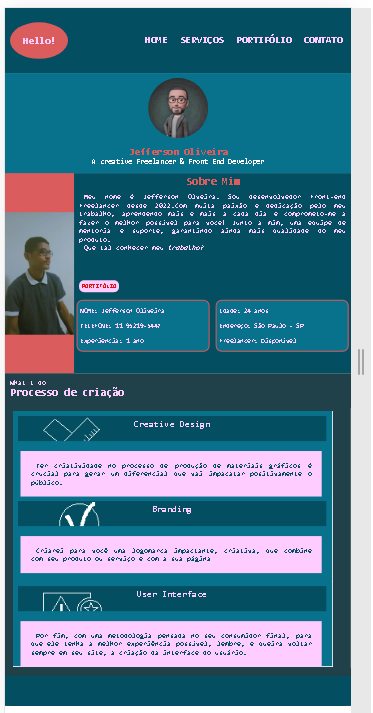 Hello!
HOME SERVIÇOS PORTIFÓLIO CONTATO
Jefferson Oliveira
A creative Freelancer & Front End Developer
Sobre Mim
Meu nome é Jefferson Olveira. Sou desenvolvedor front-end
freelancer desde 2022.Com muita paixão e dedicação pelo meu
trabalho, aprendendo mais e mais a cada dia e comprometo-me a
fazer o melhor possível para você! Junto a mim, uma equipe de
mentoria e suporte, garantindo ainda mais qualidade do meu
produto.
Que tal conhecer meu trabalho?
PORTIFÓLIO
NOME: Jefferson Oliveira
TELEFONE: 11 95219-5447
Experiência: 1 ano
Idade: 24 anos
Endereço: São Paulo - SP
Freelancer: Disponível
What I do
Processo de criação
Creative Design
Ter criatividade no processo de produção de materiais gráficos é
crucial para gerar um diferencial que vai impactar positivamente o
público.
Branding
Criarei para você uma logomarca impactante, criativa, que combine
com seu produto ou serviço e com a sua página
User Interface
Por fim, com uma metodologia pensada no seu consumidor final, para
que ele tenha a melhor experiência possível, lembre, e queira voltar
sempre em seu site, a criação da interface do usuário.